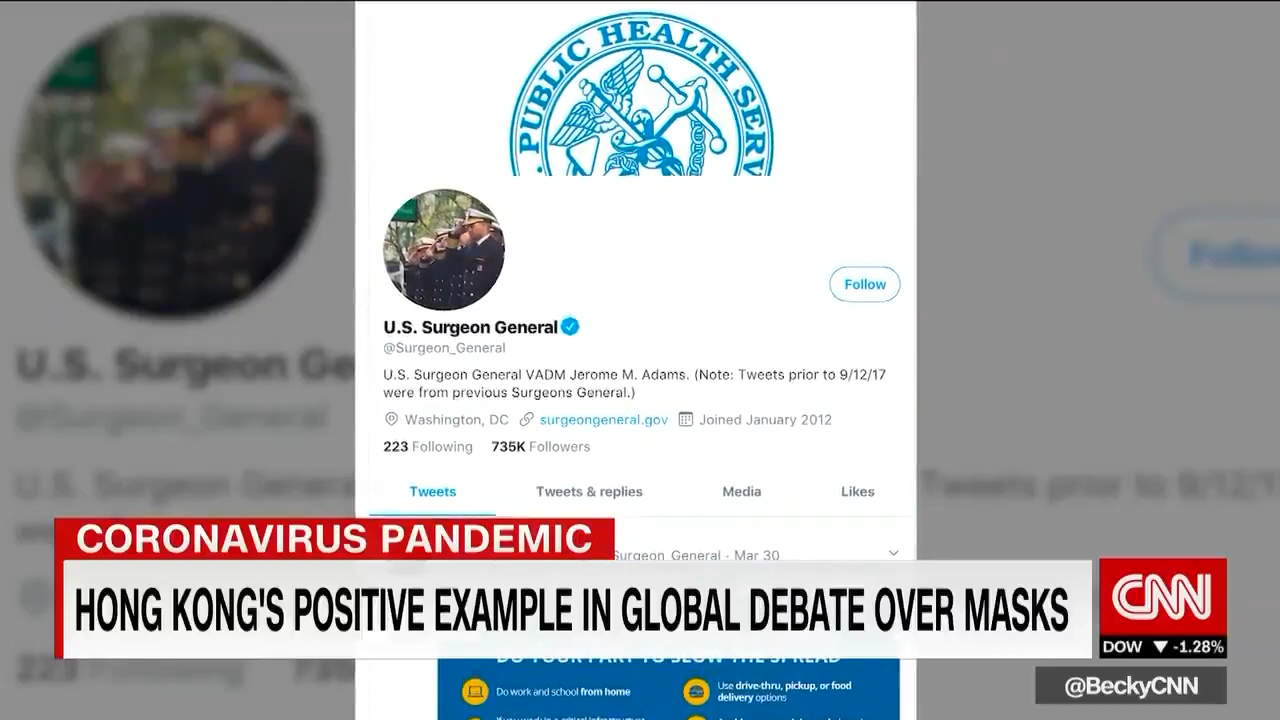 PUBLIC HEALTH SERV
Follow
U.S. Surgeon General
@Surgeon_General
U.S. Surgeon General VADM Jerome M. Adams. (Note: Tweets prior to 9/12/17
were from previous Surgeons General.)
Washington, DC surgeongeneral.gov Joined January 2012
223 Following 735K Followers
Tweets Tweets & replies Media Likes
Surgeon_General · Mar 30
CORONAVIRUS PANDEMIC
HONG KONG'S POSITIVE EXAMPLE IN GLOBAL DEBATE OVER MASKS
CNN
DOW ▼ -1.28%
@BeckyCNN
DO YOUR PART TO SLOW THE SPREAD
Do work and school from home
Use drive-thru, pickup, or food
delivery options